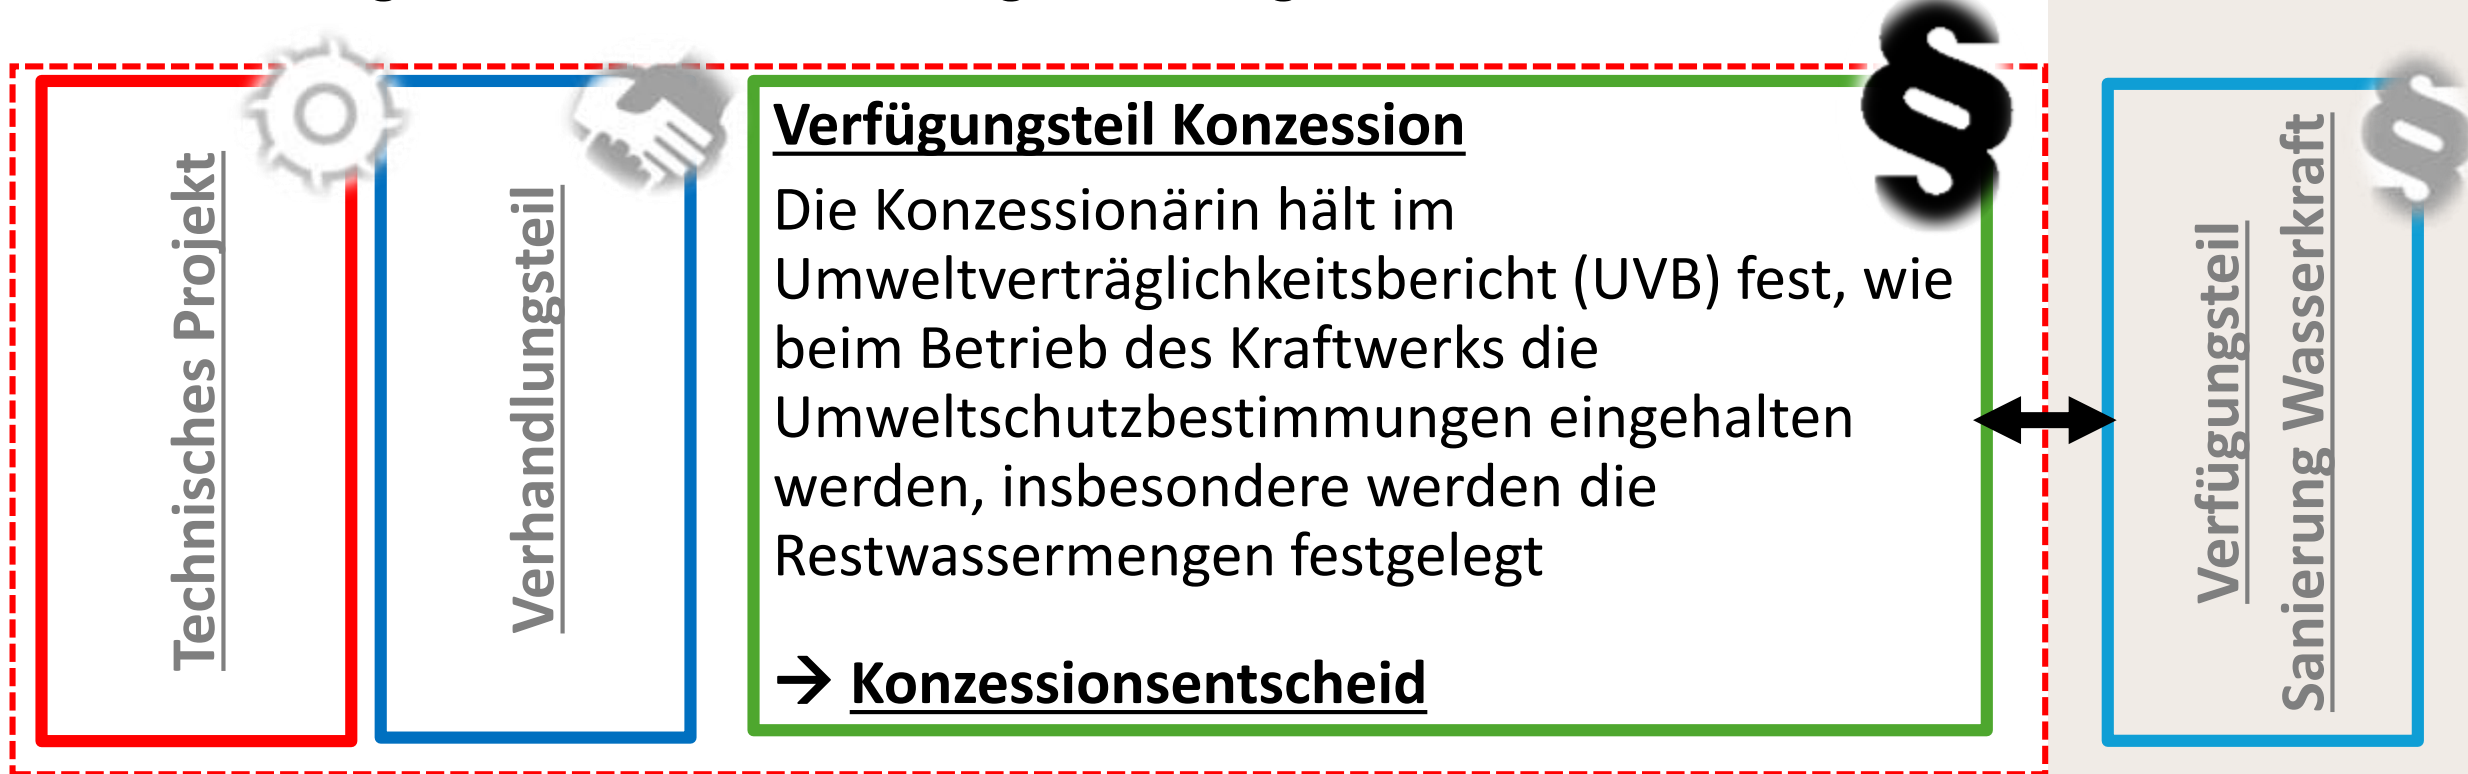 Technisches Projekt
Verhandlungsteil
Verfügungsteil Konzession
Die Konzessionärin hält im
Umweltverträglichkeitsbericht (UVB) fest, wie
beim Betrieb des Kraftwerks die
Umweltschutzbestimmungen eingehalten
werden, insbesondere werden die
Restwassermengen festgelegt
→ Konzessionsentscheid
Verfügungsteil
Sanierung Wasserkraft
§
§